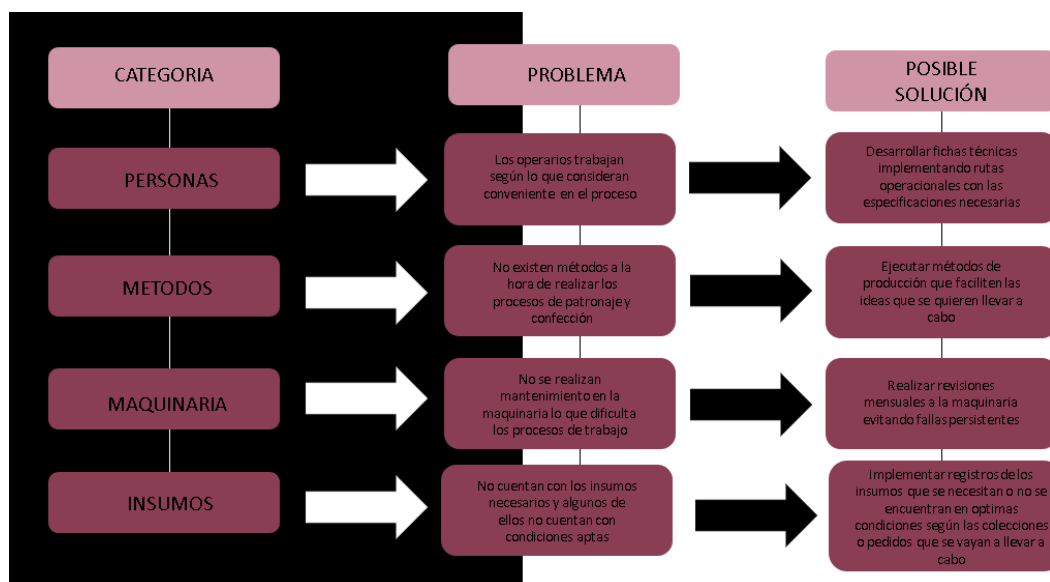 CATEGORIA
PROBLEMA
POSIBLE
SOLUCIÓN
PERSONAS
Los operarios trabajan
según lo que consideran
conveniente en el proceso
Desarrollar fichas técnicas
implementando rutas
operacionales con las
especificaciones necesarias
METODOS
No existen métodos a la
hora de realizar los
procesos de patronaje y
confección
Ejecutar métodos de
producción que faciliten las
ideas que se quieren llevar a
cabo
MAQUINARIA
No se realizan
mantenimiento en la
maquinaria lo que dificulta
los procesos de trabajo
Realizar revisiones
mensuales a la maquinaria
evitando fallas persistentes
INSUMOS
No cuentan con los insumos
necesarios y algunos de
ellos no cuentan con
condiciones aptas
Implementar registros de los
insumos que se necesitan o no se
encuentran en optimas
condiciones según las colecciones
o pedidos que se vayan a llevar a
cabo